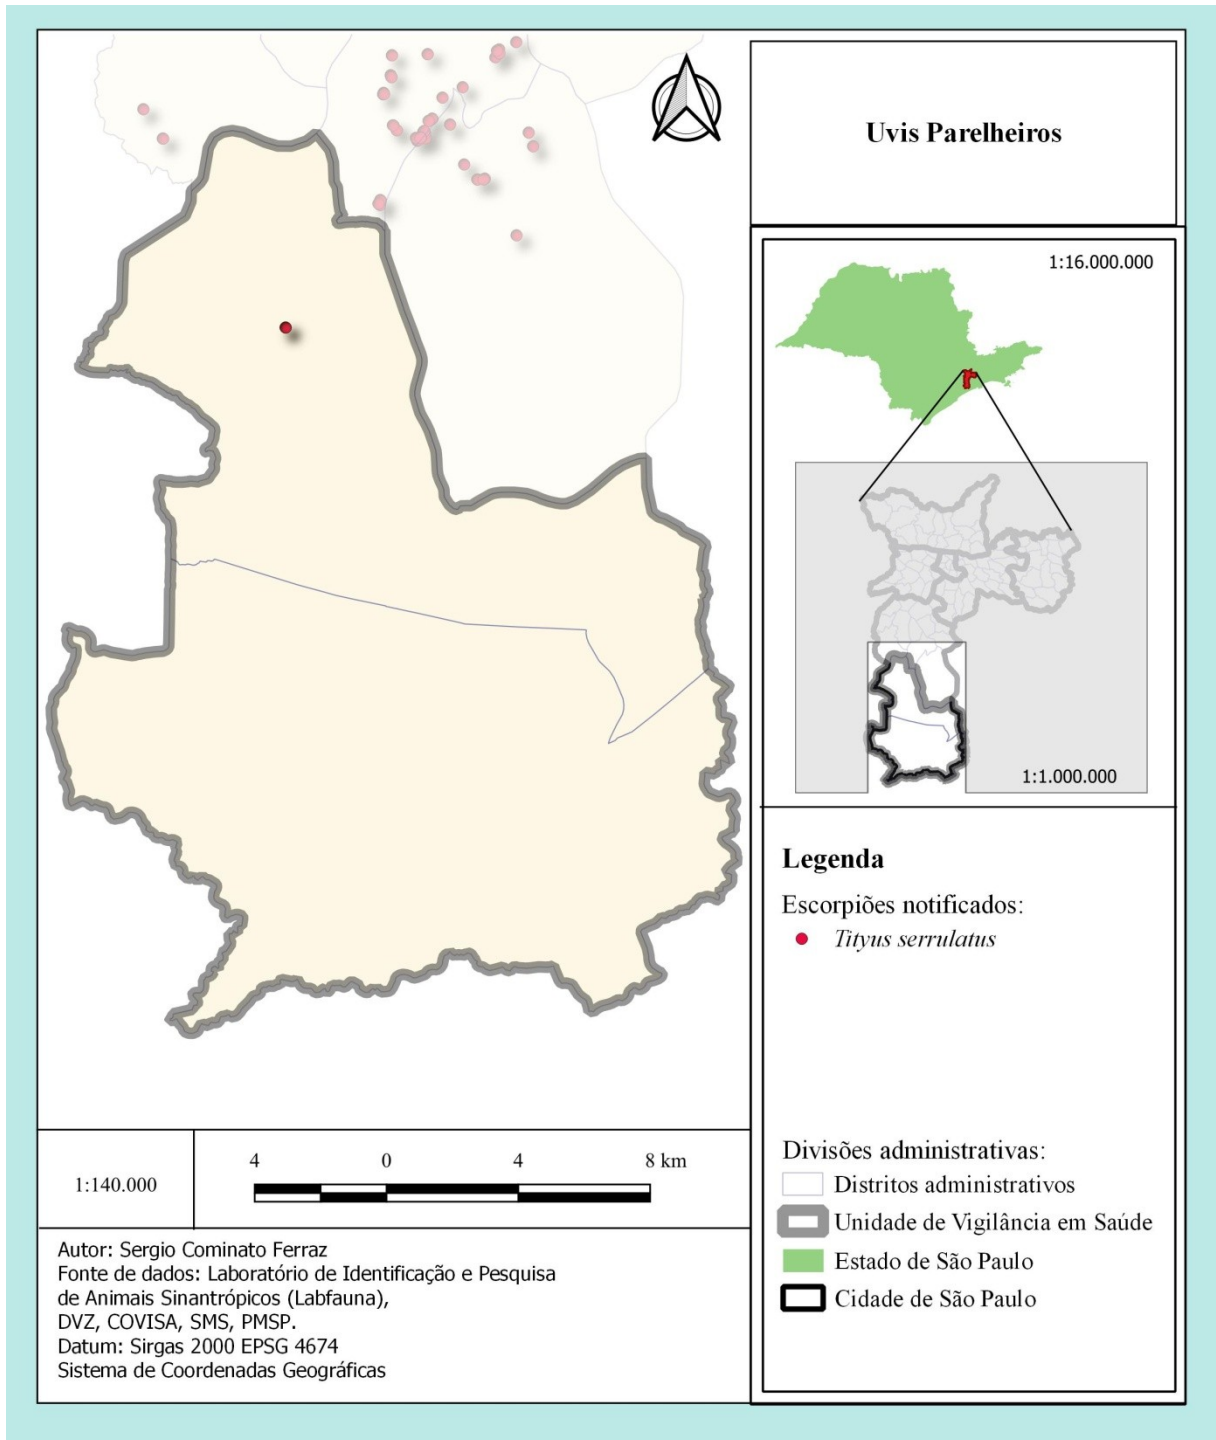 Uvis Parelheiros
1:16.000.000
1:1.000.000
Legenda
Escorpiões notificados:
Tityus serrulatus
Divisões administrativas:
Distritos administrativos
Unidade de Vigilância em Saúde
Estado de São Paulo
Cidade de São Paulo
1:140.000
4 0 4 8 km
Autor: Sergio Cominato Ferraz
Fonte de dados: Laboratório de Identificação e Pesquisa
de Animais Sinantrópicos (Labfauna),
DVZ, COVISA, SMS, PMSP.
Datum: Sirgas 2000 EPSG 4674
Sistema de Coordenadas Geográficas